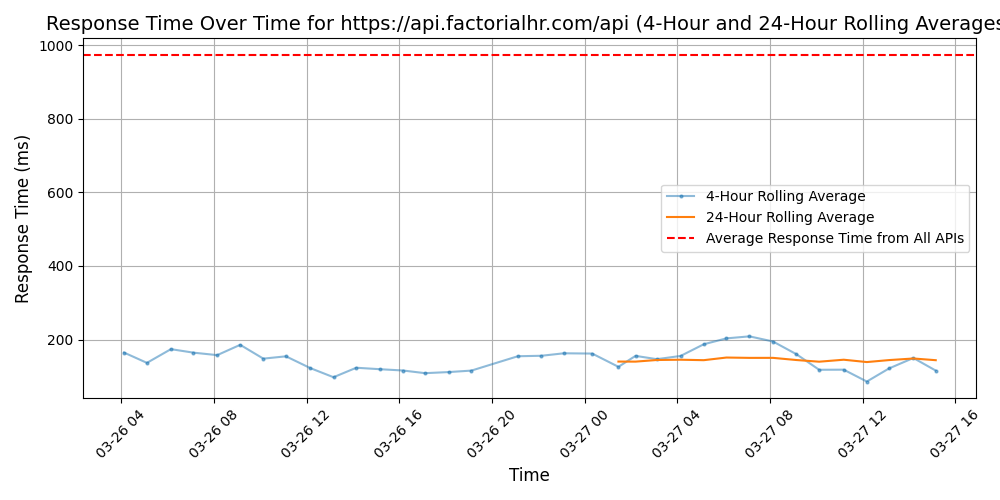 Response Time Over Time for https://api.factorialhr.com/api (4-Hour and 24-Hour Rolling Averages
1000
800
600
400
200
Response Time (ms)
4-Hour Rolling Average
24-Hour Rolling Average
Average Response Time from All APIs
03-26 04
03-26 08
03-26 12
03-26 16
03-26 20
03-27 00
03-27 04
03-27 08
03-27 12
03-27 16
Time